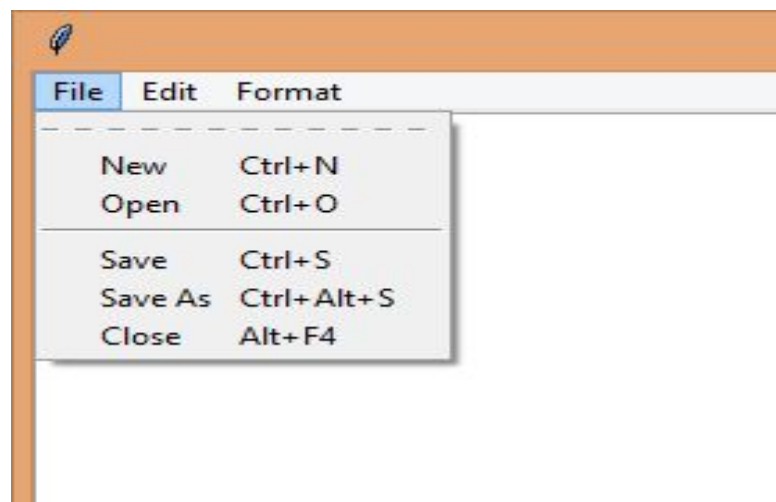 File Edit Format
New Ctrl+N
Open Ctrl+O
Save Ctrl+S
Save As Ctrl+Alt+S
Close Alt+F4